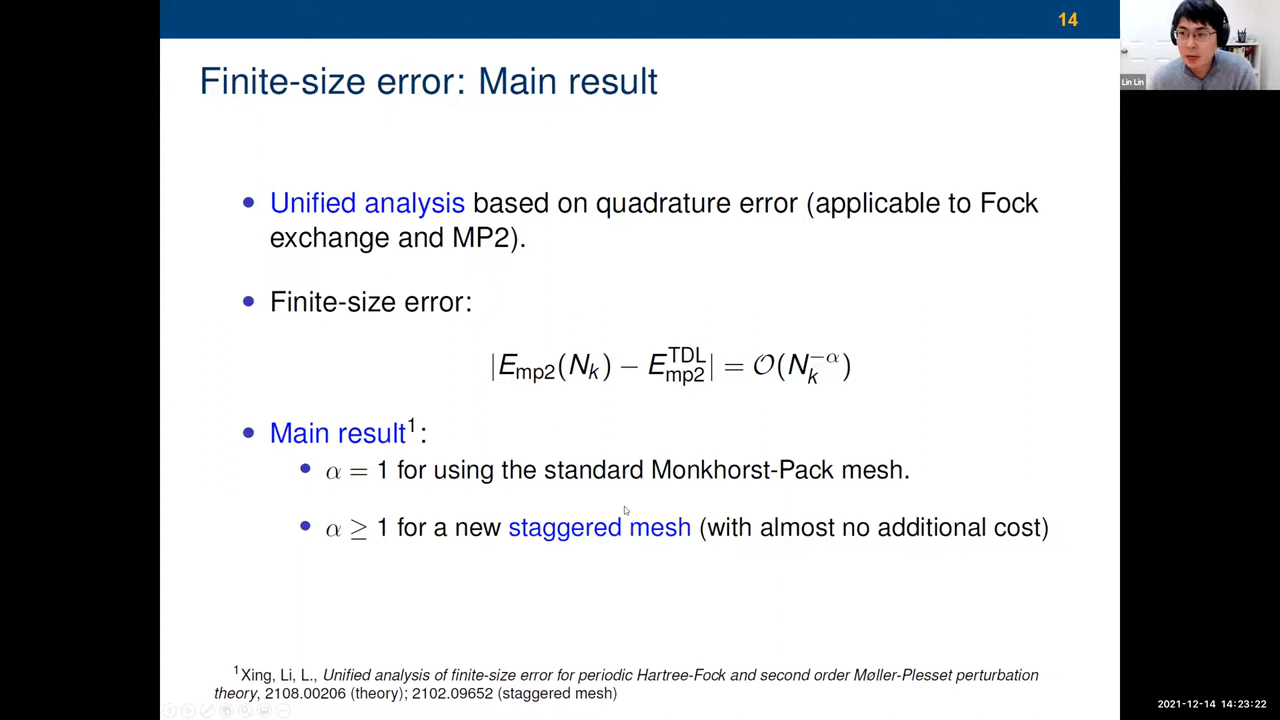 14
Lin Lin
Finite-size error: Main result
• Unified analysis based on quadrature error (applicable to Fock
exchange and MP2).
• Finite-size error:
|E_mp2(N_k) − E_mp2^TDL| = O(N_k^−α)
• Main result¹:
• α = 1 for using the standard Monkhorst-Pack mesh.
• α ≥ 1 for a new staggered mesh (with almost no additional cost)
¹Xing, Li, L., Unified analysis of finite-size error for periodic Hartree-Fock and second order Møller-Plesset perturbation
theory, 2108.00206 (theory); 2102.09652 (staggered mesh)
2021-12-14 14:23:22